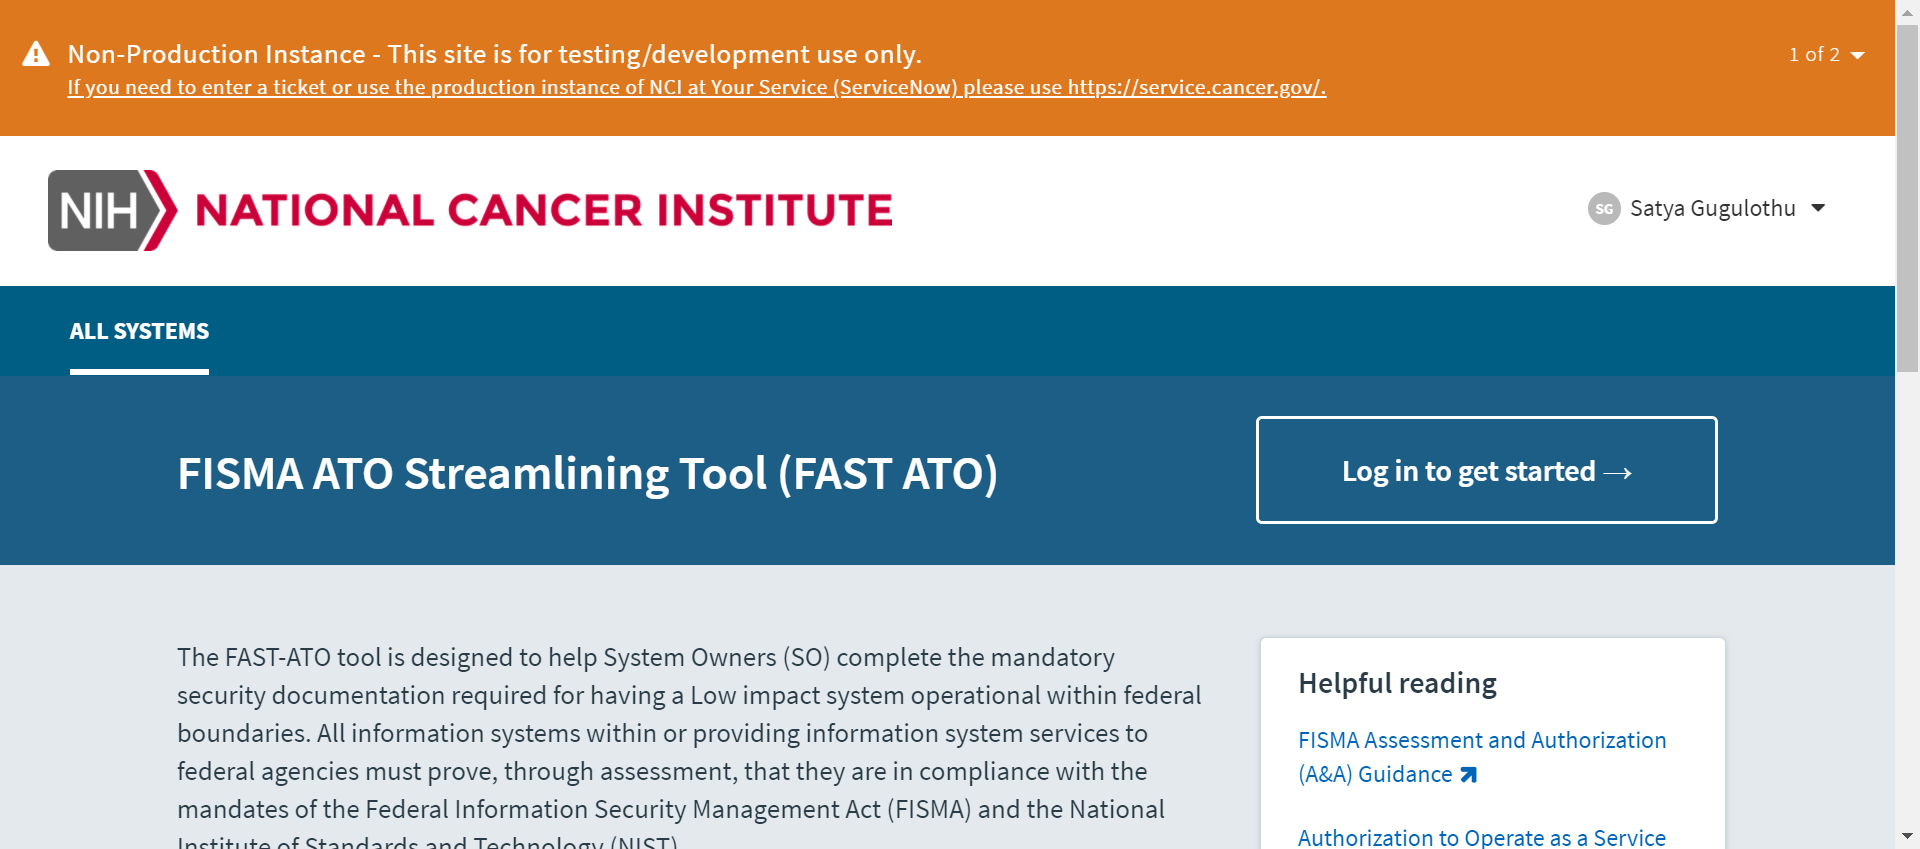 Non-Production Instance - This site is for testing/development use only.
1 of 2
If you need to enter a ticket or use the production instance of NCI at Your Service (ServiceNow) please use https://service.cancer.gov/.
NIH NATIONAL CANCER INSTITUTE
SG Satya Gugulothu
ALL SYSTEMS
FISMA ATO Streamlining Tool (FAST ATO)
Log in to get started →
The FAST-ATO tool is designed to help System Owners (SO) complete the mandatory
security documentation required for having a Low impact system operational within federal
boundaries. All information systems within or providing information system services to
federal agencies must prove, through assessment, that they are in compliance with the
mandates of the Federal Information Security Management Act (FISMA) and the National
Institute of Standards and Technology (NIST).
Helpful reading
FISMA Assessment and Authorization
(A&A) Guidance
Authorization to Operate as a Service